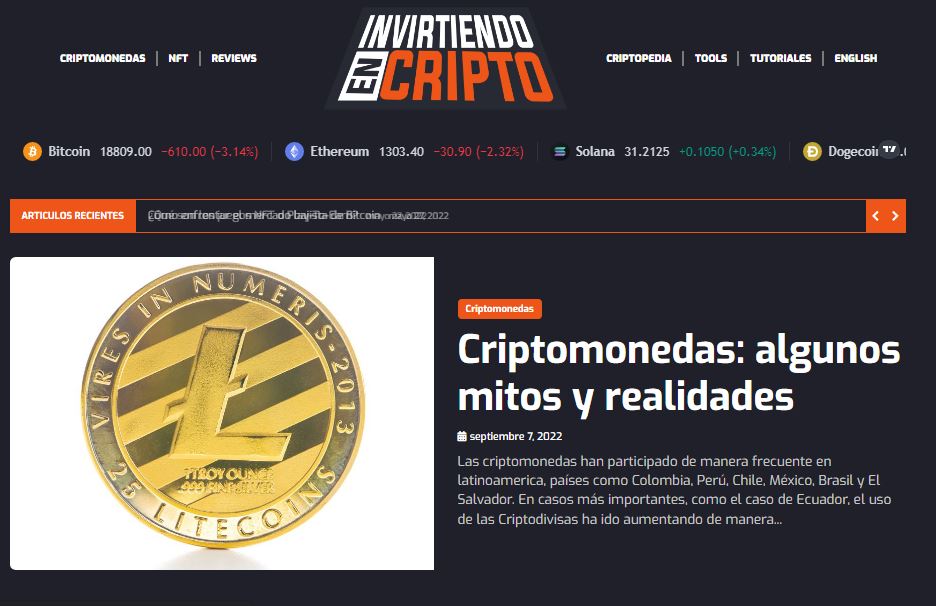 INVIRTIENDO
EN CRIPTO
CRIPTOMONEDAS | NFT | REVIEWS
CRIPTOPEDIA | TOOLS | TUTORIALES | ENGLISH
Bitcoin 18809.00 −610.00 (−3.14%) Ethereum 1303.40 −30.90 (−2.32%) Solana 31.2125 +0.1050 (+0.34%) Dogecoin
ARTICULOS RECIENTES
VIRES IN NUMERIS-2013
1 TROY OUNCE
.999 FINE SILVER
25 LITECOINS
Criptomonedas
Criptomonedas: algunos
mitos y realidades
septiembre 7, 2022
Las criptomonedas han participado de manera frecuente en
latinoamerica, países como Colombia, Perú, Chile, México, Brasil y El
Salvador. En casos más importantes, como el caso de Ecuador, el uso
de las Criptodivisas ha ido aumentando de manera...